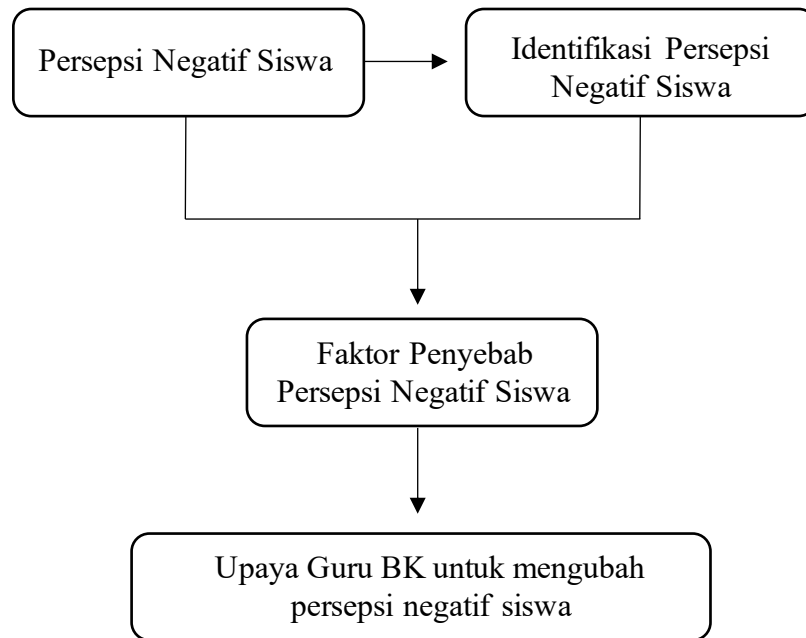 Persepsi Negatif Siswa
Identifikasi Persepsi
Negatif Siswa
Faktor Penyebab
Persepsi Negatif Siswa
Upaya Guru BK untuk mengubah
persepsi negatif siswa